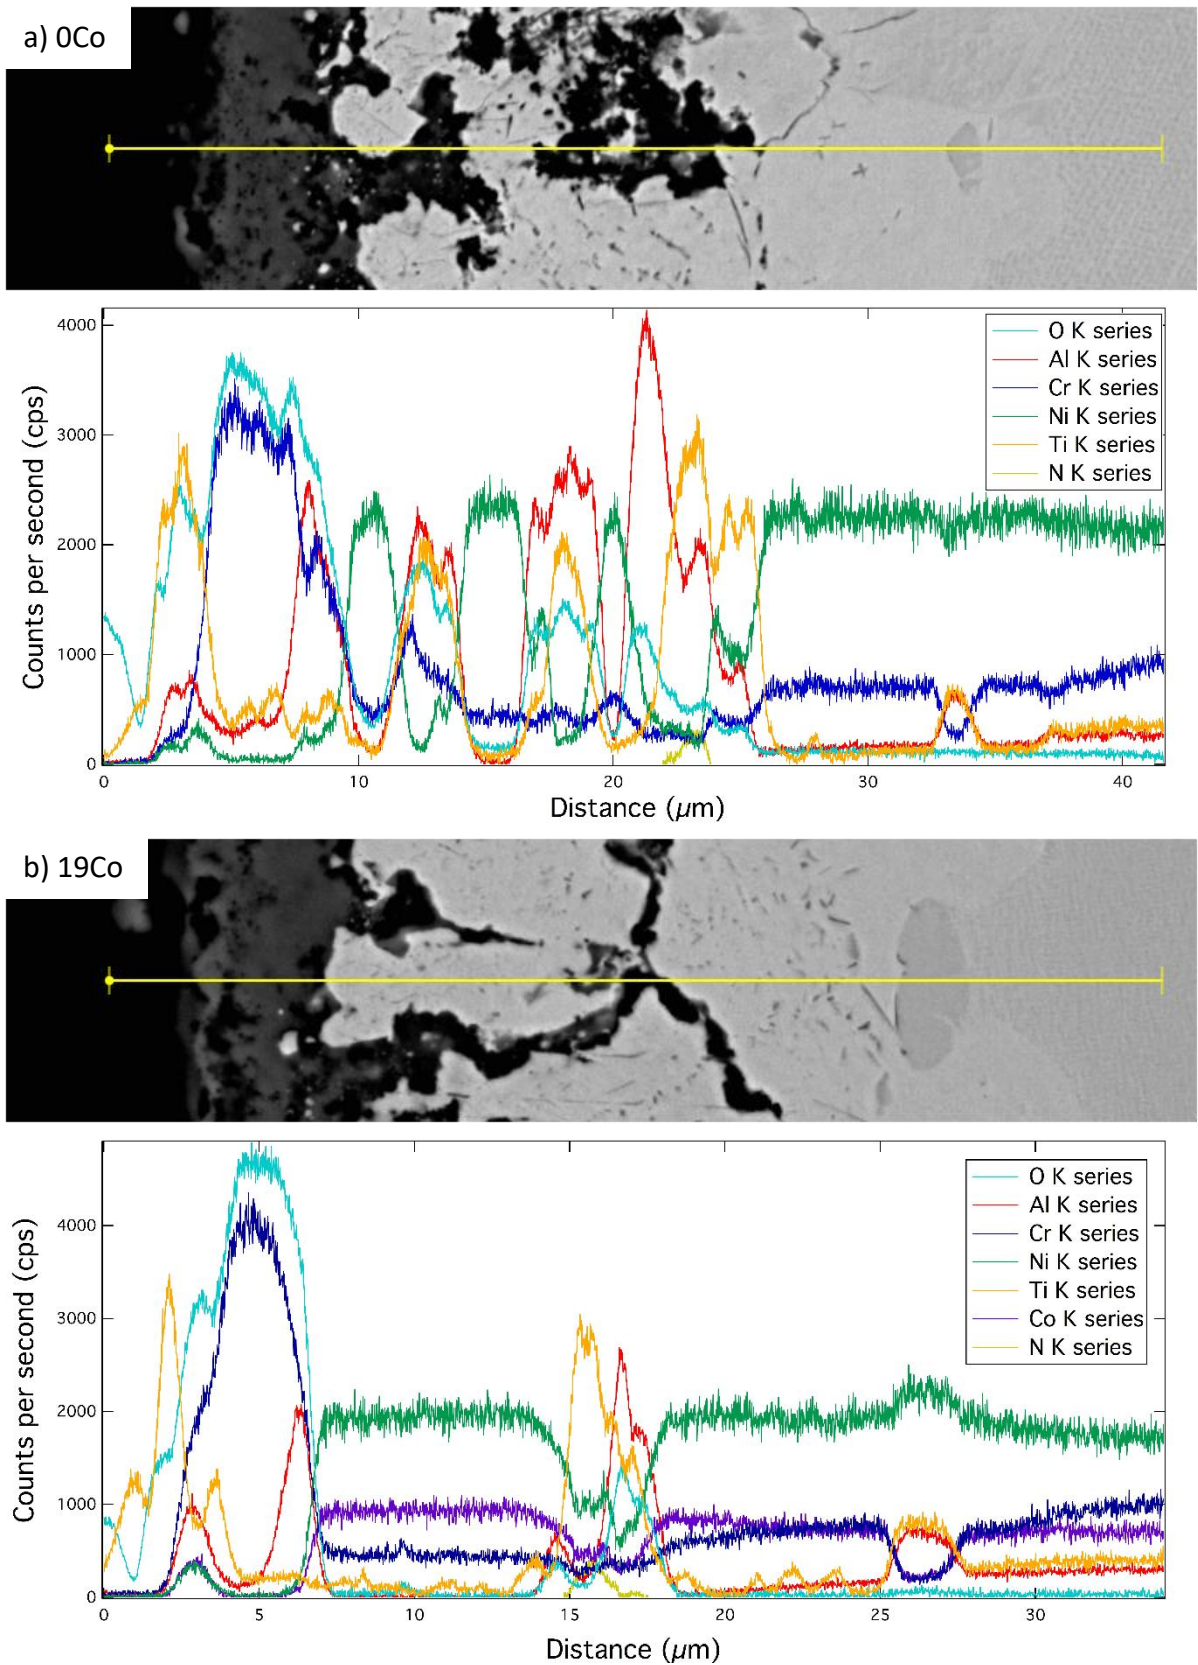 a) 0Co
4000
3000
2000
1000
0
Counts per second (cps)
O K series
Al K series
Cr K series
Ni K series
Ti K series
N K series
0 10 20 30 40
Distance (µm)
b) 19Co
4000
3000
2000
1000
0
Counts per second (cps)
O K series
Al K series
Cr K series
Ni K series
Ti K series
Co K series
N K series
0 5 10 15 20 25 30
Distance (µm)